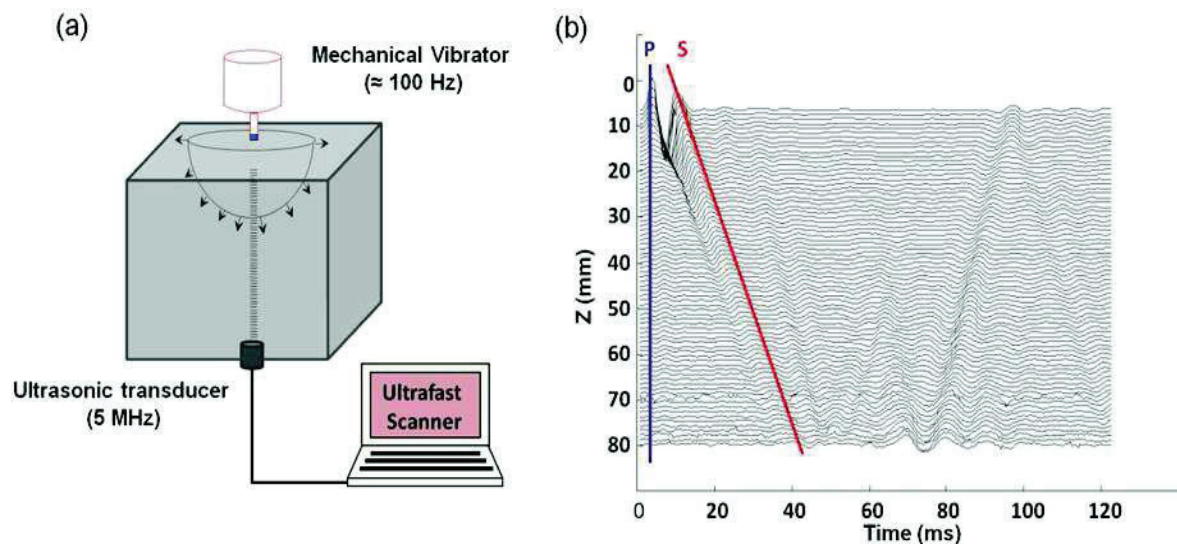 (a)
Mechanical Vibrator
(≈ 100 Hz)
Ultrasonic transducer
(5 MHz)
Ultrafast
Scanner
(b)
P S
0
10
20
30
40
50
60
70
80
Z (mm)
0 20 40 60 80 100 120
Time (ms)